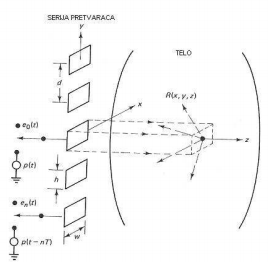 SERIJA PRETVARACA
y
TELO
d
R(x, y, z)
x
e₀(t)
z
p(t)
h
eₙ(t)
w
p(t − nT)